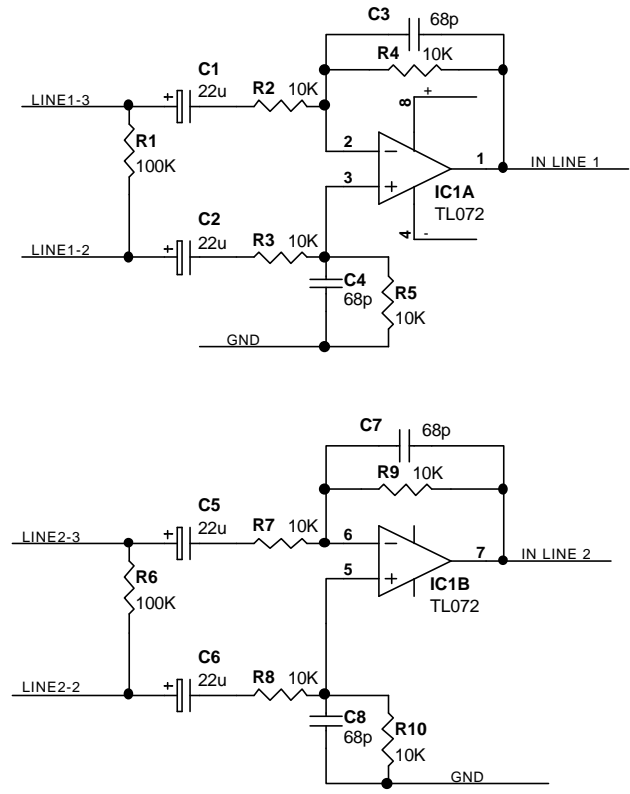 C3
68p
R4 10K
C1
22u
R2 10K
LINE1-3
R1
100K
8 +
2 −
3 +
1 IN LINE 1
IC1A
TL072
4 -
C2
22u
R3 10K
LINE1-2
C4
68p
R5
10K
GND
C7
68p
R9 10K
C5
22u
R7 10K
LINE2-3
R6
100K
6 −
5 +
7 IN LINE 2
IC1B
TL072
C6
22u
R8 10K
LINE2-2
C8
68p
R10
10K
GND
+
+
+
+